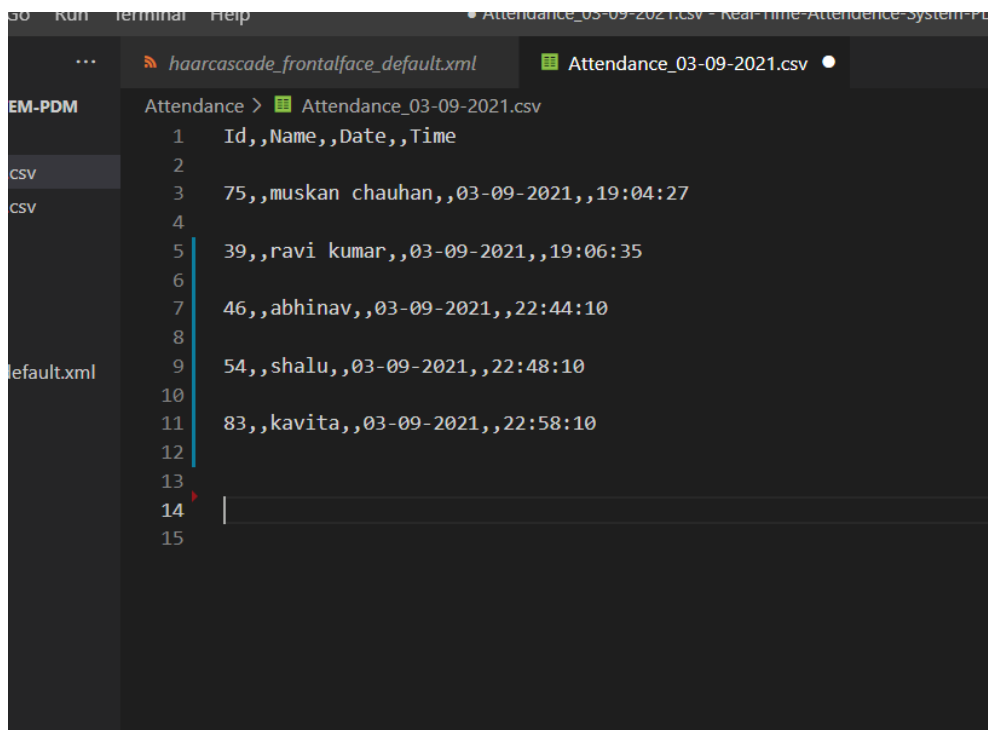 Go Run Terminal Help ● Attendance_03-09-2021.csv - Real-Time-Attendence-System-PD
... haarcascade_frontalface_default.xml Attendance_03-09-2021.csv ●
EM-PDM
Attendance > Attendance_03-09-2021.csv
.csv
.csv
default.xml
1 Id,,Name,,Date,,Time
2
3 75,,muskan chauhan,,03-09-2021,,19:04:27
4
5 39,,ravi kumar,,03-09-2021,,19:06:35
6
7 46,,abhinav,,03-09-2021,,22:44:10
8
9 54,,shalu,,03-09-2021,,22:48:10
10
11 83,,kavita,,03-09-2021,,22:58:10
12
13
14
15